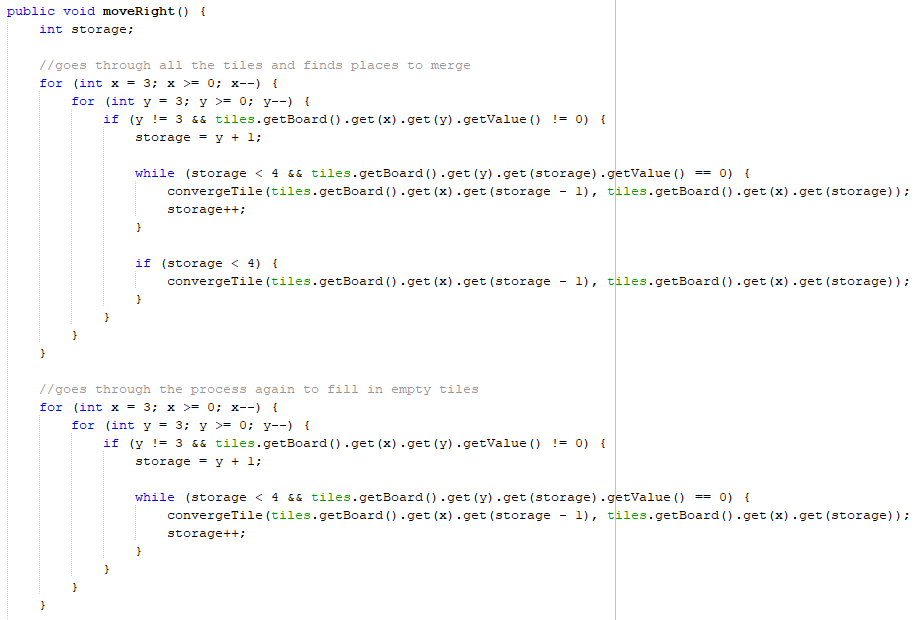 public void moveRight() {
int storage;
//goes through all the tiles and finds places to merge
for (int x = 3; x >= 0; x--) {
for (int y = 3; y >= 0; y--) {
if (y != 3 && tiles.getBoard().get(x).get(y).getValue() != 0) {
storage = y + 1;
while (storage < 4 && tiles.getBoard().get(y).get(storage).getValue() == 0) {
convergeTile(tiles.getBoard().get(x).get(storage - 1), tiles.getBoard().get(x).get(storage));
storage++;
}
if (storage < 4) {
convergeTile(tiles.getBoard().get(x).get(storage - 1), tiles.getBoard().get(x).get(storage));
}
}
}
}
//goes through the process again to fill in empty tiles
for (int x = 3; x >= 0; x--) {
for (int y = 3; y >= 0; y--) {
if (y != 3 && tiles.getBoard().get(x).get(y).getValue() != 0) {
storage = y + 1;
while (storage < 4 && tiles.getBoard().get(y).get(storage).getValue() == 0) {
convergeTile(tiles.getBoard().get(x).get(storage - 1), tiles.getBoard().get(x).get(storage));
storage++;
}
}
}
}